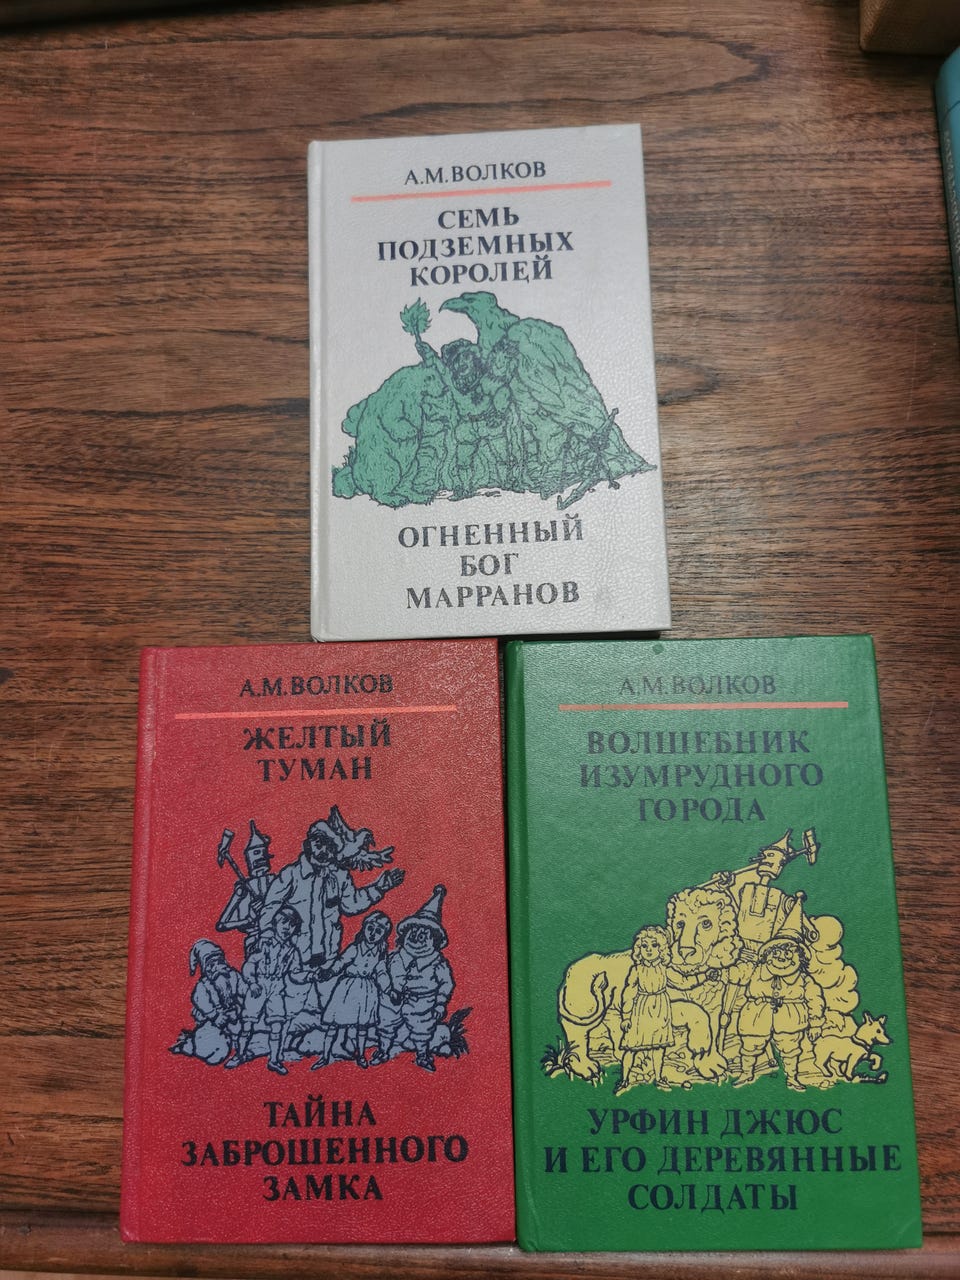 А.М.ВОЛКОВ
СЕМЬ
ПОДЗЕМНЫХ
КОРОЛЕЙ
ОГНЕННЫЙ
БОГ
МАРРАНОВ
А.М.ВОЛКОВ
ЖЕЛТЫЙ
ТУМАН
ТАЙНА
ЗАБРОШЕННОГО
ЗАМКА
А.М.ВОЛКОВ
ВОЛШЕБНИК
ИЗУМРУДНОГО
ГОРОДА
УРФИН ДЖЮС
И ЕГО ДЕРЕВЯННЫЕ
СОЛДАТЫ